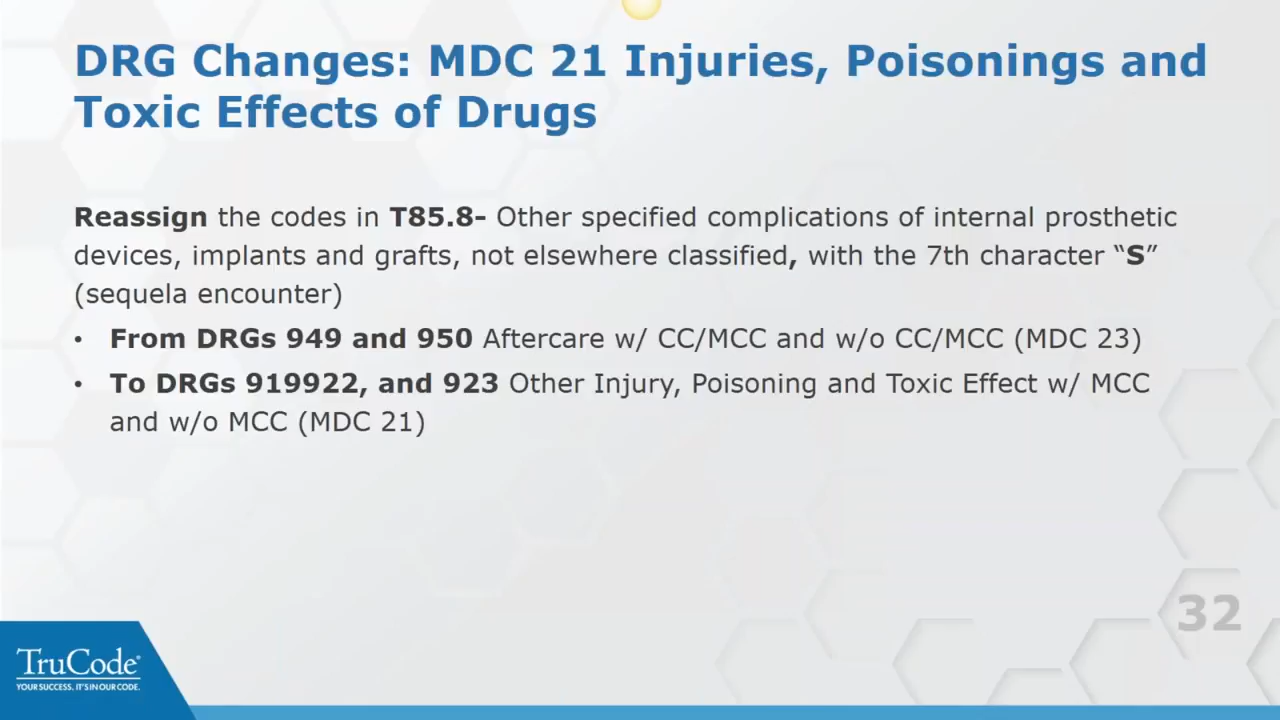 DRG Changes: MDC 21 Injuries, Poisonings and
Toxic Effects of Drugs
Reassign the codes in T85.8- Other specified complications of internal prosthetic
devices, implants and grafts, not elsewhere classified, with the 7th character “S”
(sequela encounter)
• From DRGs 949 and 950 Aftercare w/ CC/MCC and w/o CC/MCC (MDC 23)
• To DRGs 919922, and 923 Other Injury, Poisoning and Toxic Effect w/ MCC
and w/o MCC (MDC 21)
32
TruCode®
YOUR SUCCESS. IT'S IN OUR CODE.